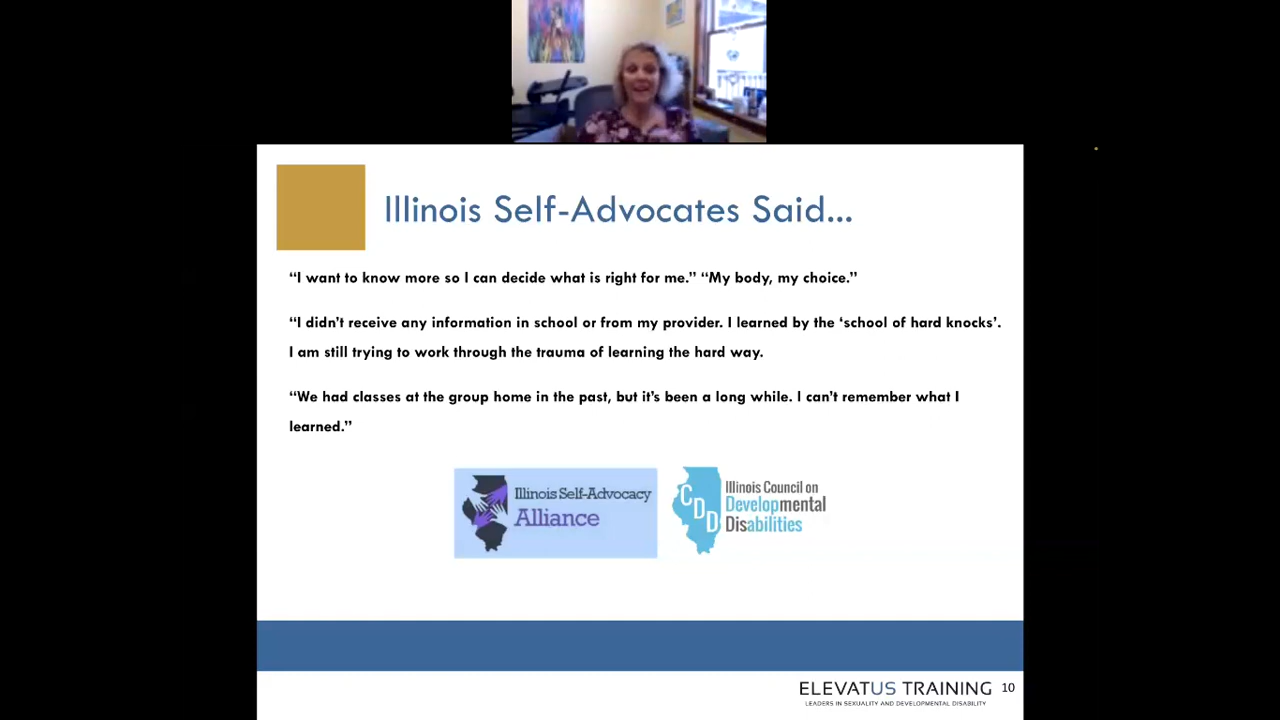 Illinois Self-Advocates Said...
“I want to know more so I can decide what is right for me.” “My body, my choice.”
“I didn’t receive any information in school or from my provider. I learned by the ‘school of hard knocks’.
I am still trying to work through the trauma of learning the hard way.
“We had classes at the group home in the past, but it’s been a long while. I can’t remember what I
learned.”
Illinois Self-Advocacy
Alliance
CDD
Illinois Council on
Developmental
Disabilities
ELEVATUS TRAINING
LEADERS IN SEXUALITY AND DEVELOPMENTAL DISABILITY
10